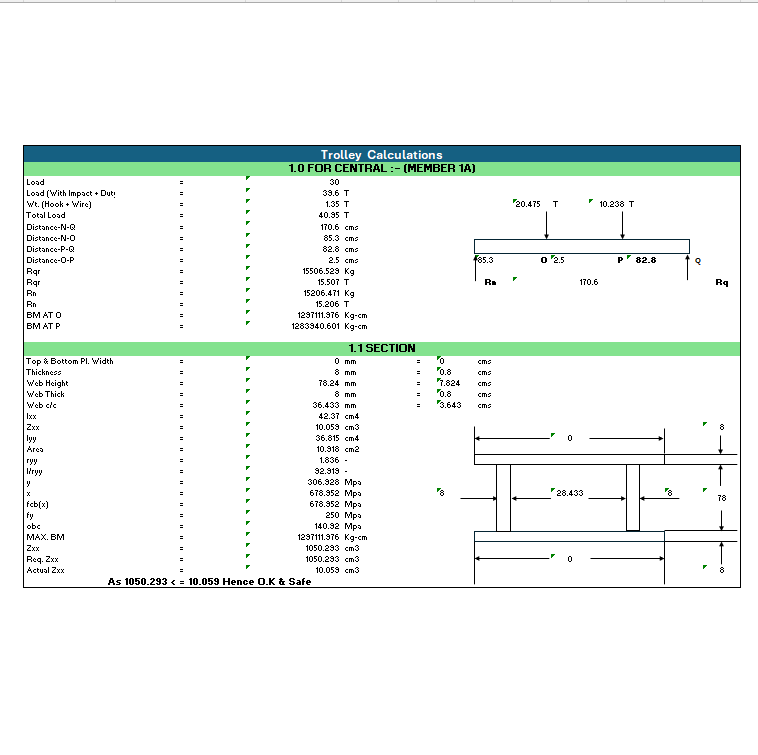 Trolley Calculations
1.0 FOR CENTRAL :- (MEMBER 1A)
Load = 30
Load (With Impact + Duty = 39.6 T
Wt. (Hook + Wire) = 1.35 T
Total Load = 40.95 T
Distance-N-Q = 170.6 cms
Distance-N-O = 85.3 cms
Distance-P-Q = 82.8 cms
Distance-O-P = 2.5 cms
Rqr = 15506.529 Kg
Rqr = 15.507 T
Rn = 15206.471 Kg
Rn = 15.206 T
BM AT O = 1297111.976 Kg-cm
BM AT P = 1283940.601 Kg-cm
20.475 T 10.238 T
85.3 O 2.5 P 82.8 Q
Rn 170.6 Rq
1.1 SECTION
Top & Bottom Pl. Width = 0 mm = 0 cms
Thickness = 8 mm = 0.8 cms
Web Height = 78.24 mm = 7.824 cms
Web Thick = 8 mm = 0.8 cms
Web c/c = 36.433 mm = 3.643 cms
Ixx = 42.37 cm4
Zxx = 10.059 cm3
Iyy = 36.815 cm4
Area = 10.918 cm2
ryy = 1.836 -
l/ryy = 92.919 -
y = 306.928 Mpa
x = 678.952 Mpa
fcb(x) = 678.952 Mpa
fy = 250 Mpa
σbc = 140.92 Mpa
MAX. BM = 1297111.976 Kg-cm
Zxx = 1050.293 cm3
Req. Zxx = 1050.293 cm3
Actual Zxx = 10.059 cm3
As 1050.293 < = 10.059 Hence O.K & Safe
8
0
8 28.433 8 78
0
8